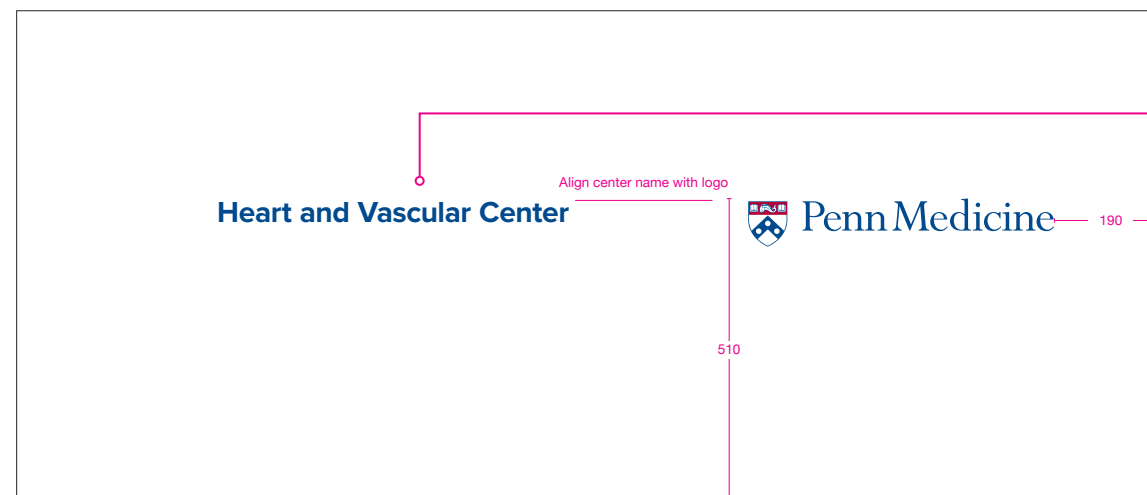 Align center name with logo
Heart and Vascular Center
Penn Medicine
190
510